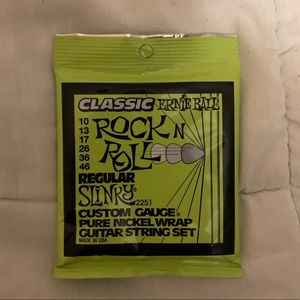 CLASSIC ERNIE BALL
10
13
17
26
36
46
ROCK N
ROLL
REGULAR
SLINKY
2251
CUSTOM GAUGE®
PURE NICKEL WRAP
GUITAR STRING SET
MADE IN USA